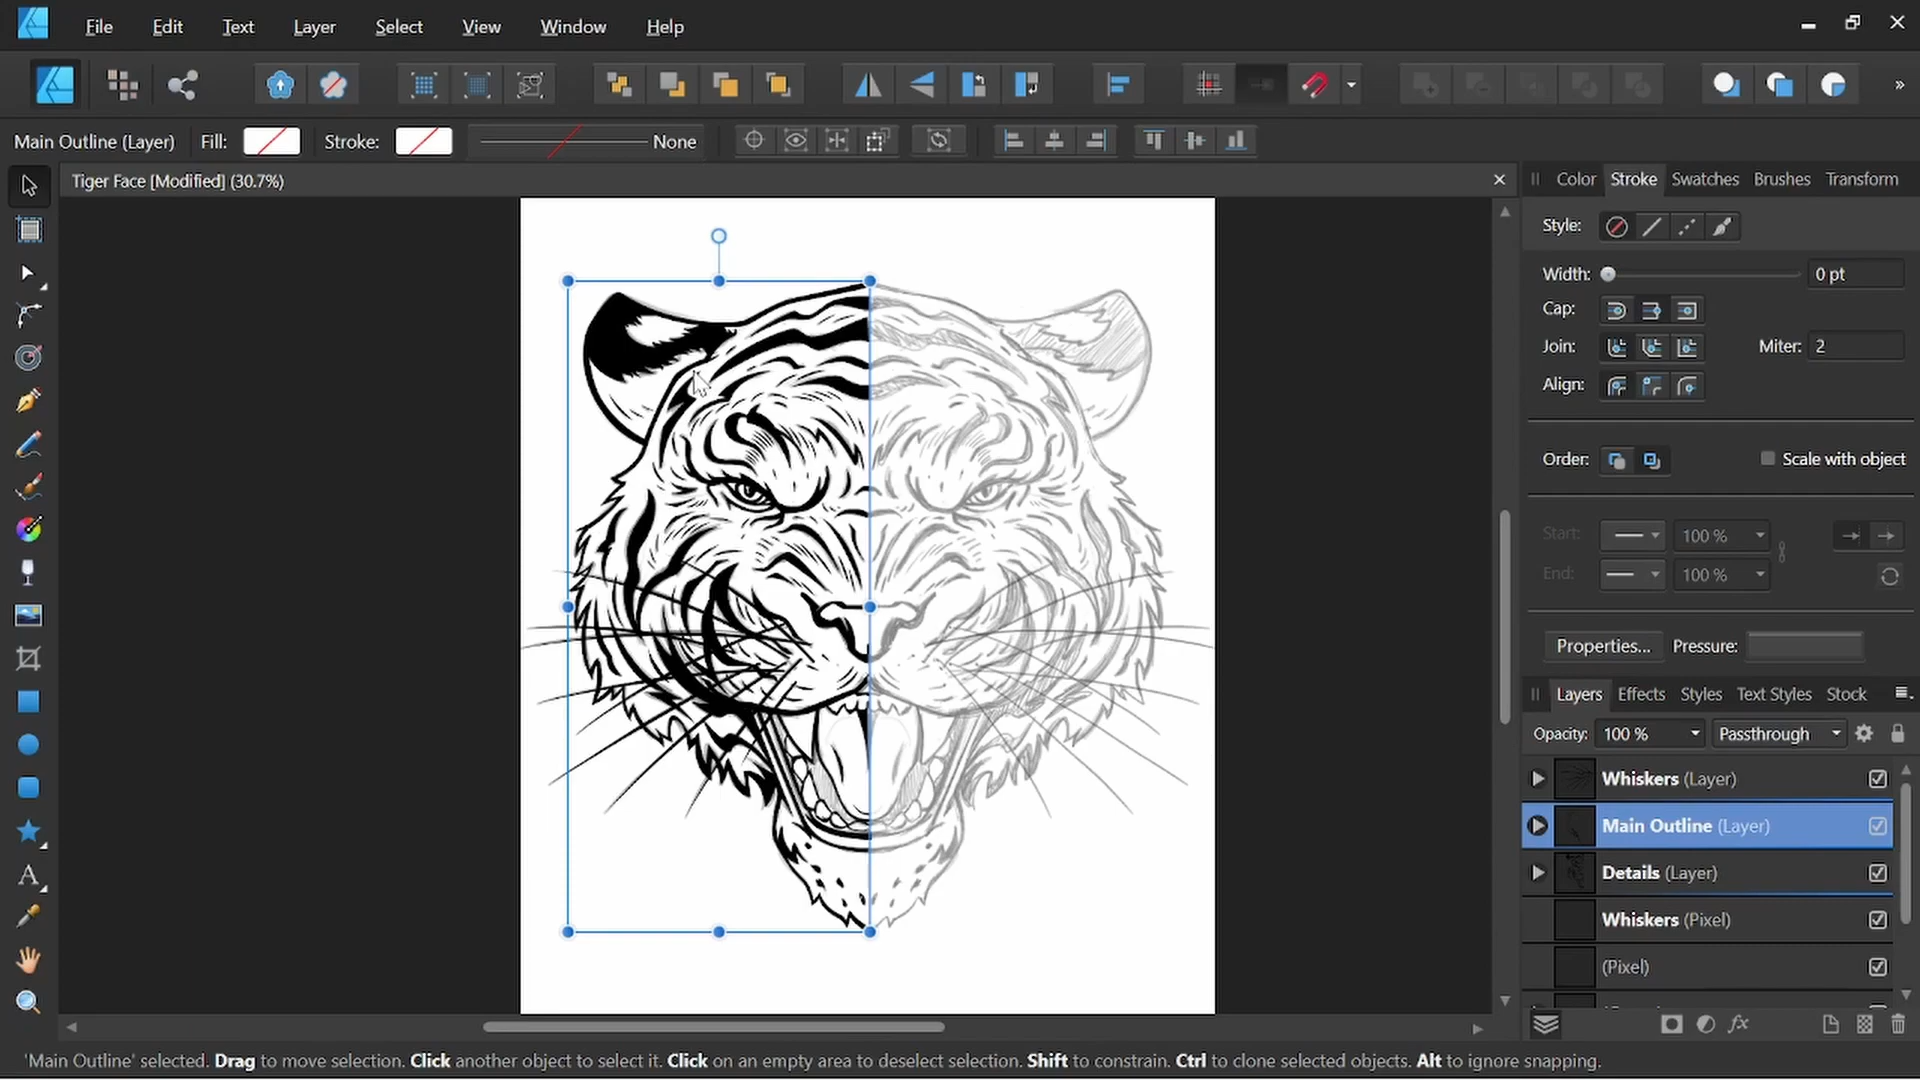 File Edit Text Layer Select View Window Help
Main Outline (Layer) Fill: Stroke: None
Tiger Face [Modified] (30.7%)
Color Stroke Swatches Brushes Transform
Style:
Width: 0 pt
Cap:
Join: Miter: 2
Align:
Order: Scale with object
Start: 100 %
End: 100 %
Properties... Pressure:
Layers Effects Styles Text Styles Stock
Opacity: 100 % Passthrough
Whiskers (Layer)
Main Outline (Layer)
Details (Layer)
Whiskers (Pixel)
(Pixel)
'Main Outline' selected. Drag to move selection. Click another object to select it. Click on an empty area to deselect selection. Shift to constrain. Ctrl to clone selected objects. Alt to ignore snapping.